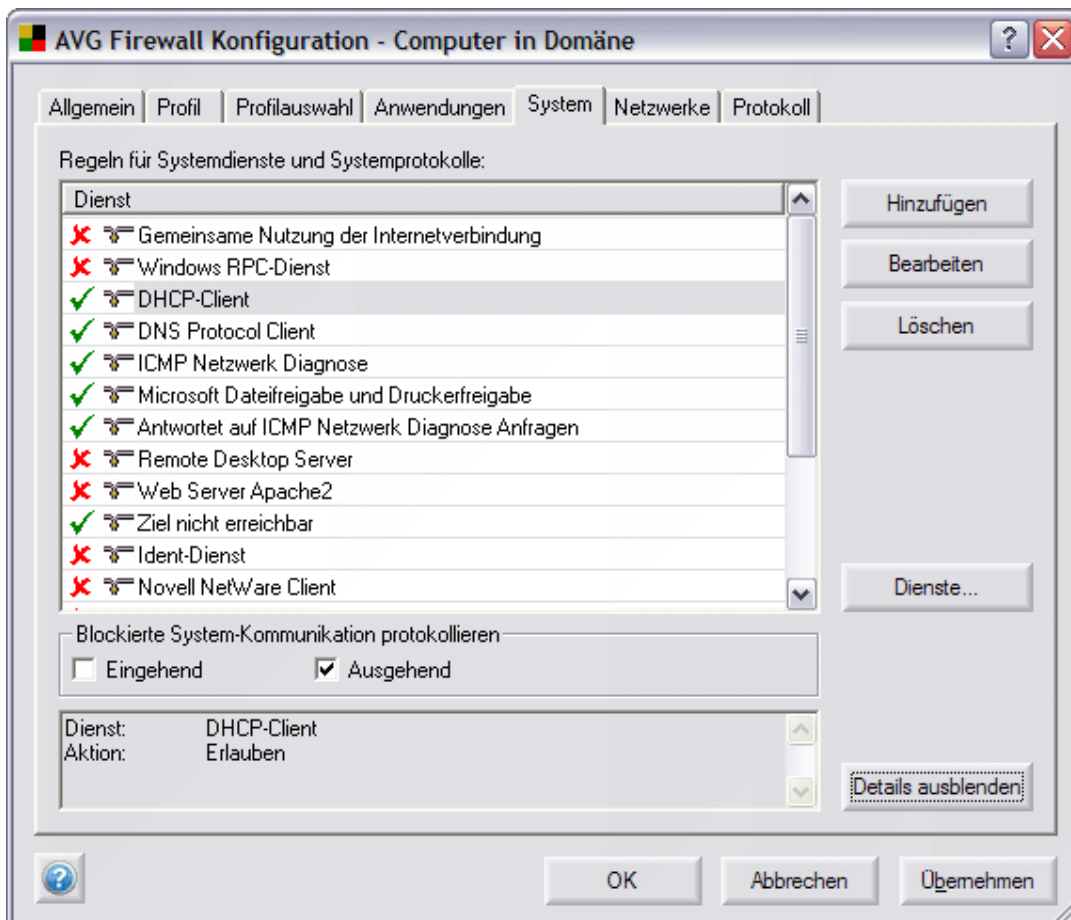 AVG Firewall Konfiguration - Computer in Domäne
Allgemein Profil Profilauswahl Anwendungen System Netzwerke Protokoll
Regeln für Systemdienste und Systemprotokolle:
Dienst
Gemeinsame Nutzung der Internetverbindung
Windows RPC-Dienst
DHCP-Client
DNS Protocol Client
ICMP Netzwerk Diagnose
Microsoft Dateifreigabe und Druckerfreigabe
Antwortet auf ICMP Netzwerk Diagnose Anfragen
Remote Desktop Server
Web Server Apache2
Ziel nicht erreichbar
Ident-Dienst
Novell NetWare Client
Hinzufügen
Bearbeiten
Löschen
Dienste...
Blockierte System-Kommunikation protokollieren
Eingehend Ausgehend
Dienst: DHCP-Client
Aktion: Erlauben
Details ausblenden
OK Abbrechen Übernehmen